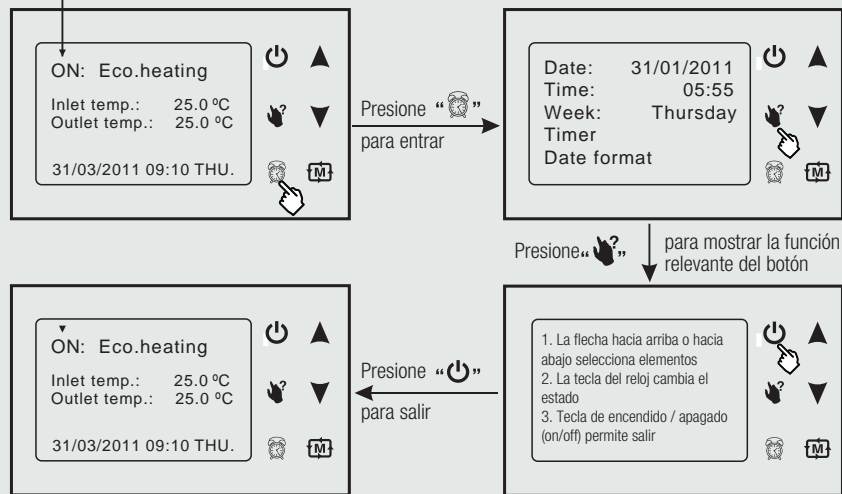 ON: Eco.heating
Inlet temp.: 25.0 ºC
Outlet temp.: 25.0 ºC
31/03/2011 09:10 THU.
M
Presione “ ”
para entrar
Date: 31/01/2011
Time: 05:55
Week: Thursday
Timer
Date format
?
M
Presione “ ? ”
para mostrar la función
relevante del botón
1. La flecha hacia arriba o hacia
abajo selecciona elementos
2. La tecla del reloj cambia el
estado
3. Tecla de encendido / apagado
(on/off) permite salir
?
M
Presione “ ”
para salir
ON: Eco.heating
Inlet temp.: 25.0 ºC
Outlet temp.: 25.0 ºC
31/03/2011 09:10 THU.
?
M